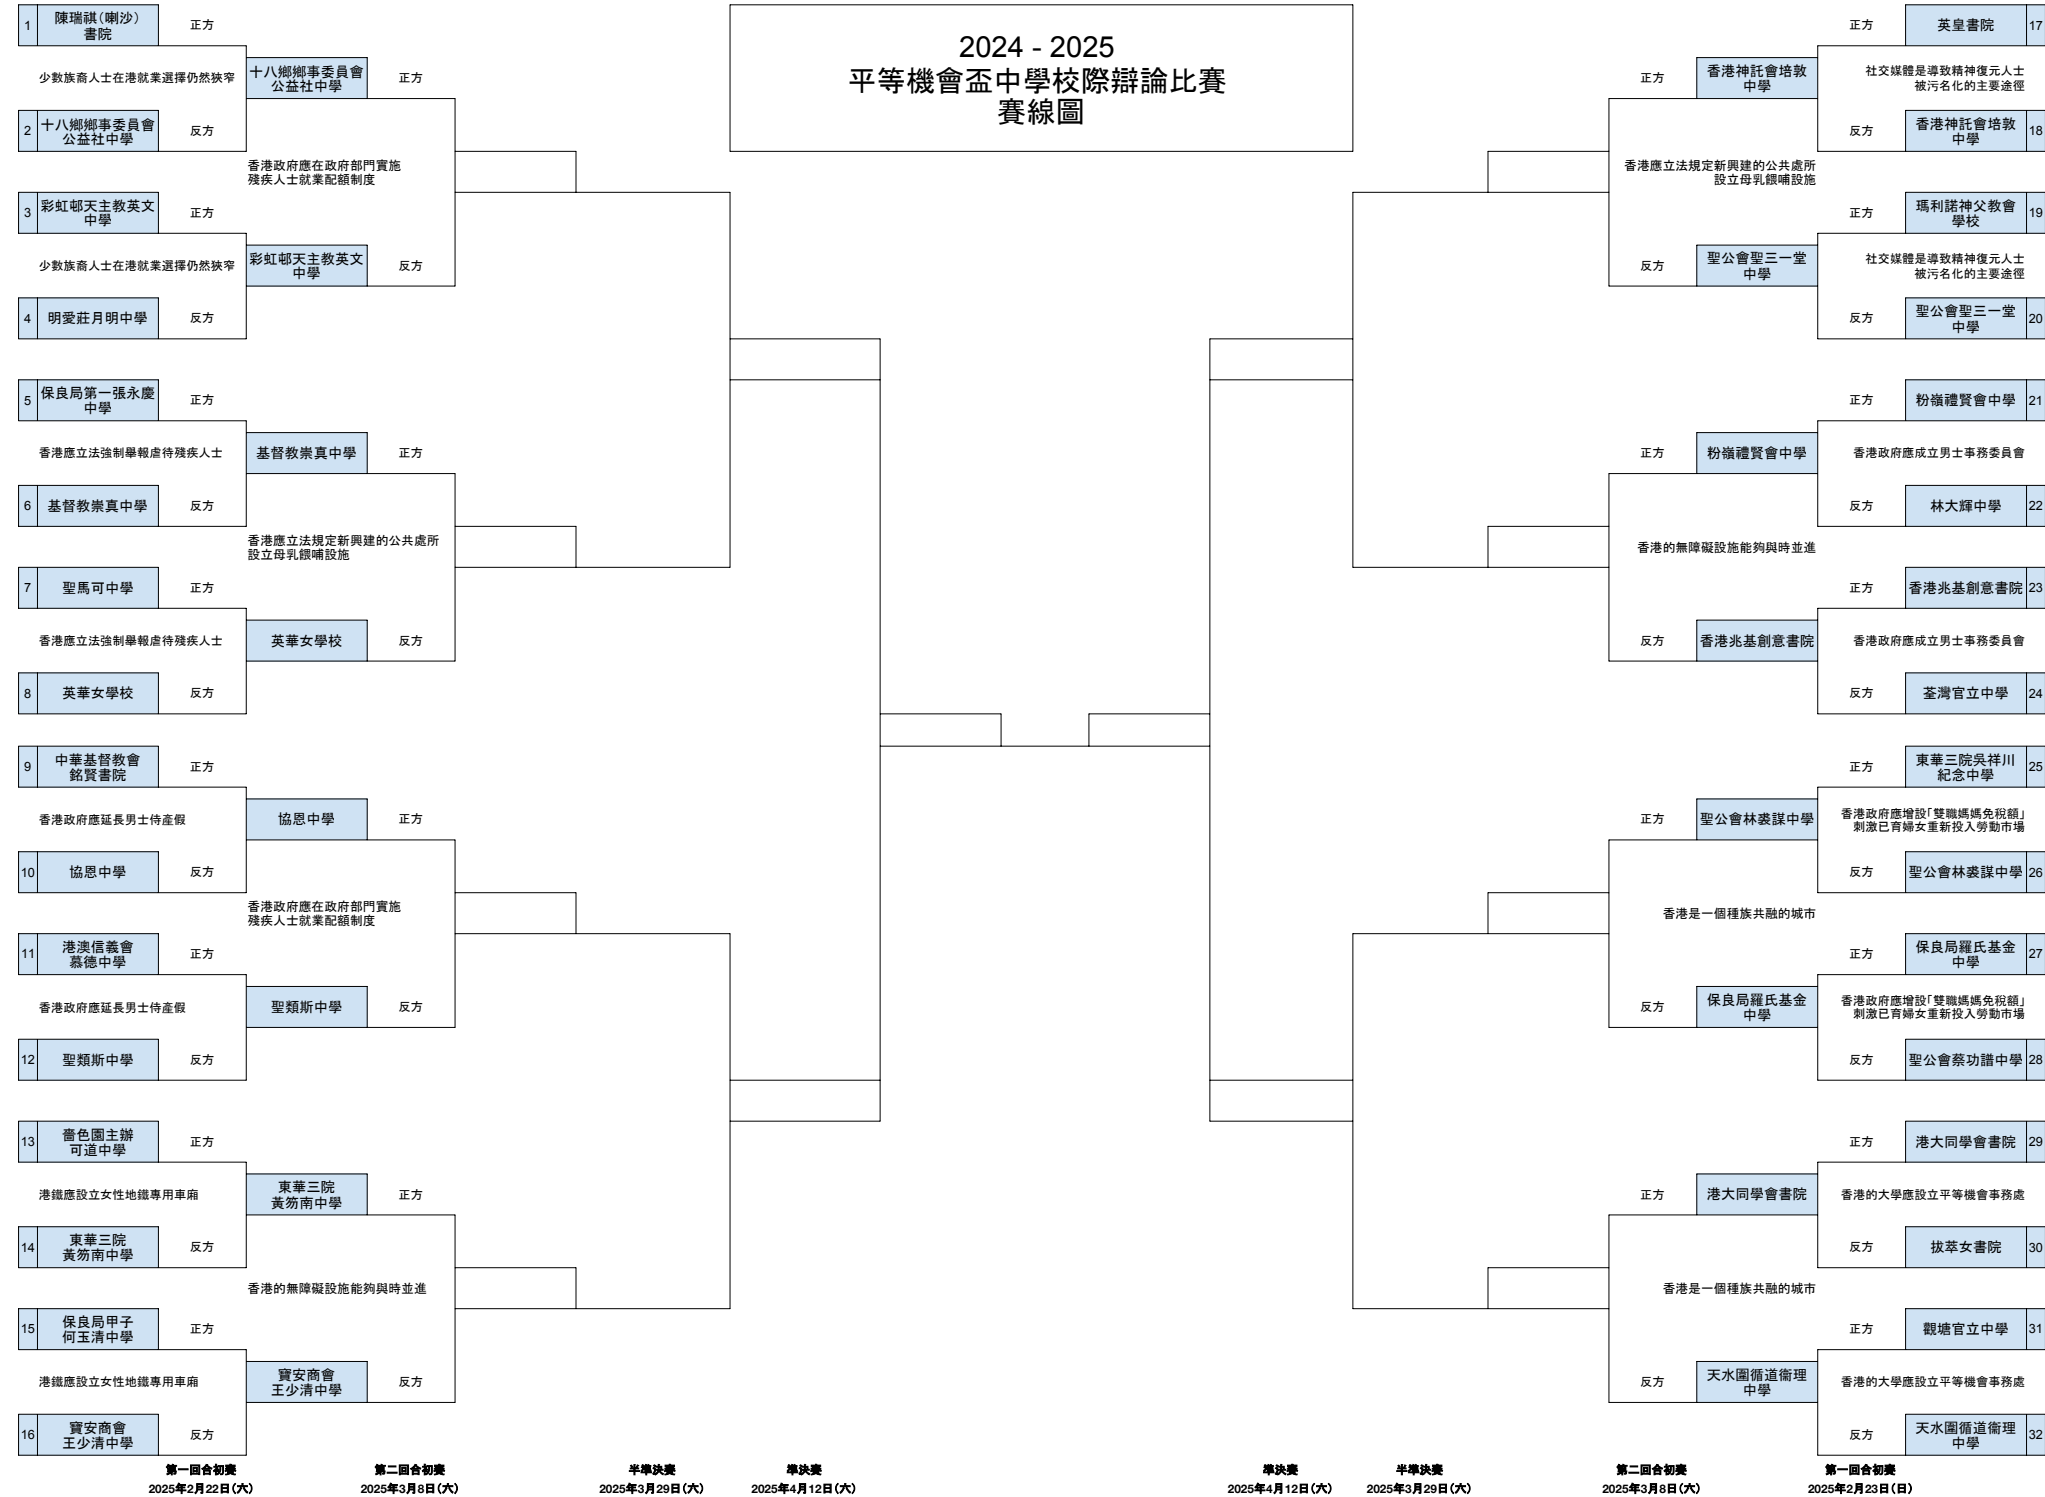 2024 - 2025
平等機會盃中學校際辯論比賽
賽線圖
1
陳瑞祺（喇沙）
書院
正方
少數族裔人士在港就業選擇仍然狹窄
2
十八鄉鄉事委員會
公益社中學
反方
十八鄉鄉事委員會
公益社中學
正方
香港政府應在政府部門實施
殘疾人士就業配額制度
3
彩虹邨天主教英文
中學
正方
少數族裔人士在港就業選擇仍然狹窄
4
明愛莊月明中學
反方
彩虹邨天主教英文
中學
反方
5
保良局第一張永慶
中學
正方
香港應立法強制舉報虐待殘疾人士
6
基督教崇真中學
反方
基督教崇真中學
正方
香港應立法規定新興建的公共處所
設立母乳餵哺設施
7
聖馬可中學
正方
香港應立法強制舉報虐待殘疾人士
8
英華女學校
反方
英華女學校
反方
9
中華基督教會
銘賢書院
正方
香港政府應延長男士侍產假
10
協恩中學
反方
協恩中學
正方
香港政府應在政府部門實施
殘疾人士就業配額制度
11
港澳信義會
慕德中學
正方
香港政府應延長男士侍產假
12
聖類斯中學
反方
聖類斯中學
反方
13
嗇色園主辦
可道中學
正方
港鐵應設立女性地鐵專用車廂
14
東華三院
黃笏南中學
反方
東華三院
黃笏南中學
正方
香港的無障礙設施能夠與時並進
15
保良局甲子
何玉清中學
正方
港鐵應設立女性地鐵專用車廂
16
寶安商會
王少清中學
反方
寶安商會
王少清中學
反方
正方
英皇書院
17
社交媒體是導致精神復元人士
被污名化的主要途徑
反方
香港神託會培敦
中學
18
正方
香港神託會培敦
中學
香港應立法規定新興建的公共處所
設立母乳餵哺設施
正方
瑪利諾神父教會
學校
19
社交媒體是導致精神復元人士
被污名化的主要途徑
反方
聖公會聖三一堂
中學
20
反方
聖公會聖三一堂
中學
正方
粉嶺禮賢會中學
21
香港政府應成立男士事務委員會
反方
林大輝中學
22
正方
粉嶺禮賢會中學
香港的無障礙設施能夠與時並進
正方
香港兆基創意書院
23
香港政府應成立男士事務委員會
反方
荃灣官立中學
24
反方
香港兆基創意書院
正方
東華三院吳祥川
紀念中學
25
香港政府應增設「雙職媽媽免稅額」
刺激已育婦女重新投入勞動市場
反方
聖公會林裘謀中學
26
正方
聖公會林裘謀中學
香港是一個種族共融的城市
正方
保良局羅氏基金
中學
27
香港政府應增設「雙職媽媽免稅額」
刺激已育婦女重新投入勞動市場
反方
聖公會蔡功譜中學
28
反方
保良局羅氏基金
中學
正方
港大同學會書院
29
香港的大學應設立平等機會事務處
反方
拔萃女書院
30
正方
港大同學會書院
香港是一個種族共融的城市
正方
觀塘官立中學
31
香港的大學應設立平等機會事務處
反方
天水圍循道衞理
中學
32
反方
天水圍循道衞理
中學
第一回合初賽
2025年2月22日（六）
第二回合初賽
2025年3月8日（六）
半準決賽
2025年3月29日（六）
準決賽
2025年4月12日（六）
準決賽
2025年4月12日（六）
半準決賽
2025年3月29日（六）
第二回合初賽
2025年3月8日（六）
第一回合初賽
2025年2月23日（日）